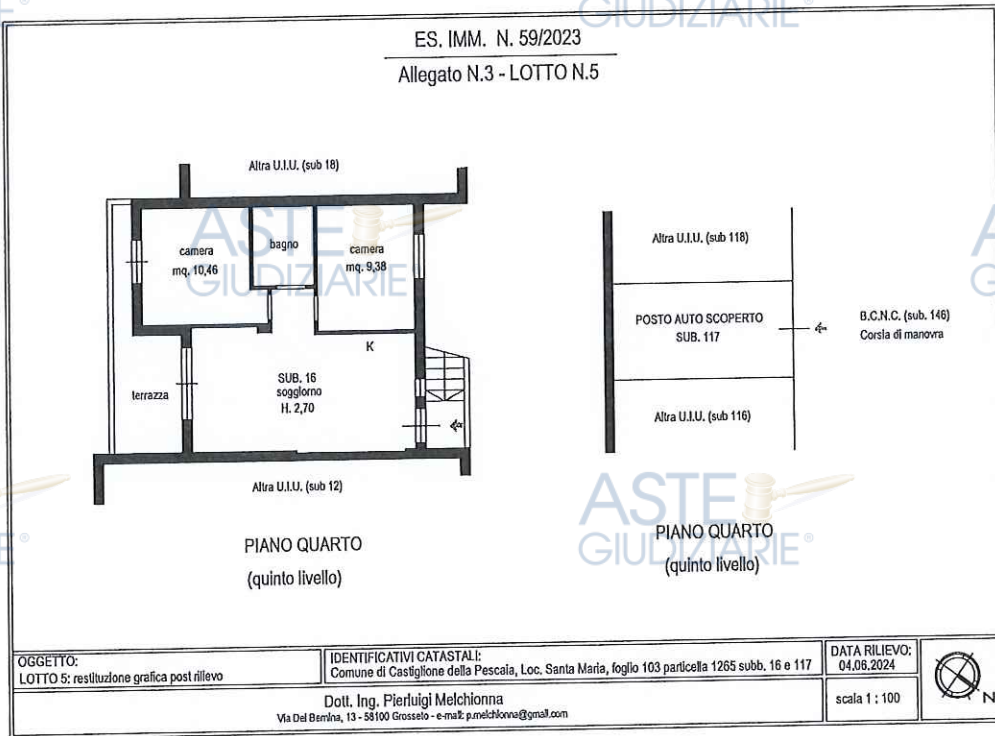 ES. IMM. N. 59/2023
Allegato N.3 - LOTTO N.5
Altra U.I.U. (sub 18)
camera
mq. 10,46
bagno
camera
mq. 9,38
K
SUB. 16
soggiorno
H. 2,70
terrazza
Altra U.I.U. (sub 12)
PIANO QUARTO
(quinto livello)
Altra U.I.U. (sub 118)
POSTO AUTO SCOPERTO
SUB. 117
B.C.N.C. (sub. 146)
Corsia di manovra
Altra U.I.U. (sub 116)
PIANO QUARTO
(quinto livello)
ASTE
GIUDIZIARIE®
ASTE
GIUDIZIARIE®
GIUDIZIARIE®
OGGETTO:
LOTTO 5: restituzione grafica post rilievo
IDENTIFICATIVI CATASTALI:
Comune di Castiglione della Pescaia, Loc. Santa Maria, foglio 103 particella 1265 subb. 16 e 117
DATA RILIEVO:
04.06.2024
Dott. Ing. Pierluigi Melchionna
Via Del Bernina, 13 - 58100 Grosseto - e-mail: p.melchionna@gmail.com
scala 1 : 100
N